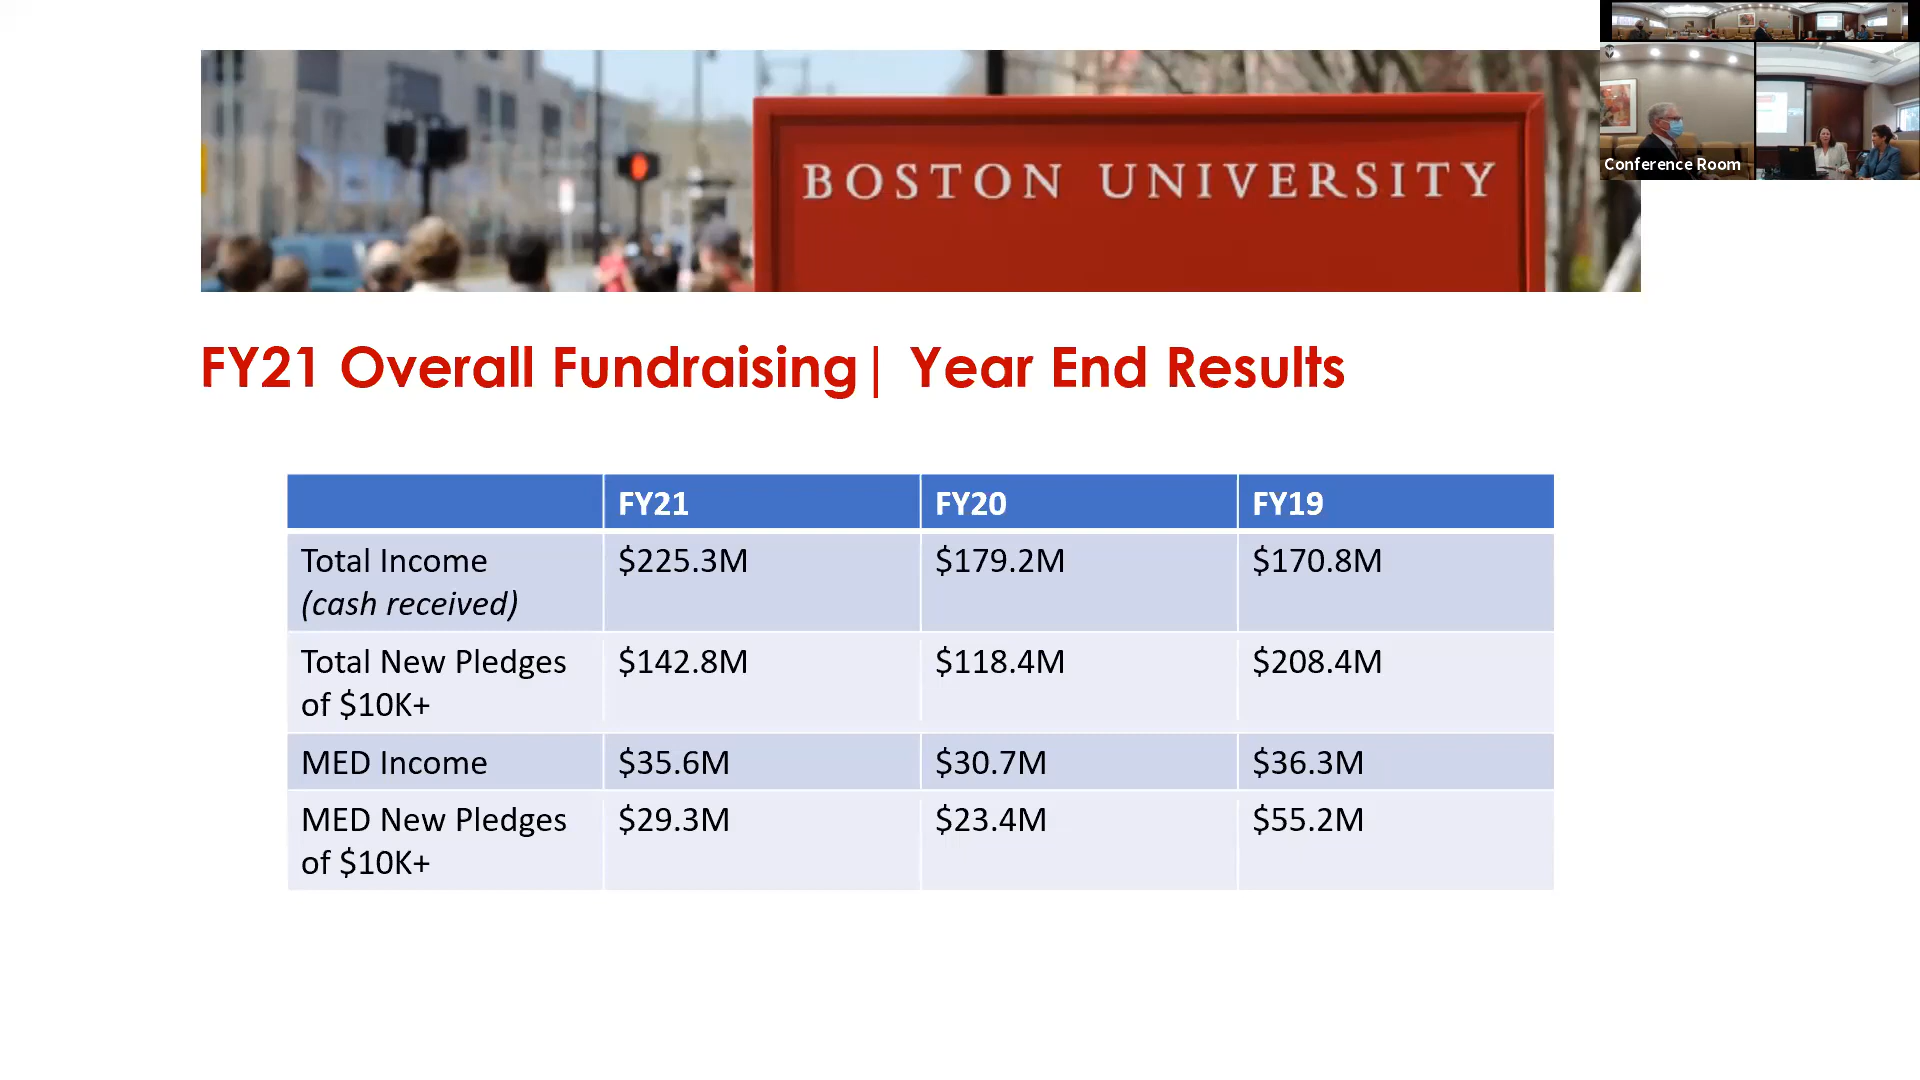 BOSTON UNIVERSITY
Conference Room
FY21 Overall Fundraising| Year End Results
FY21 FY20 FY19
Total Income $225.3M $179.2M $170.8M
(cash received)
Total New Pledges $142.8M $118.4M $208.4M
of $10K+
MED Income $35.6M $30.7M $36.3M
MED New Pledges $29.3M $23.4M $55.2M
of $10K+